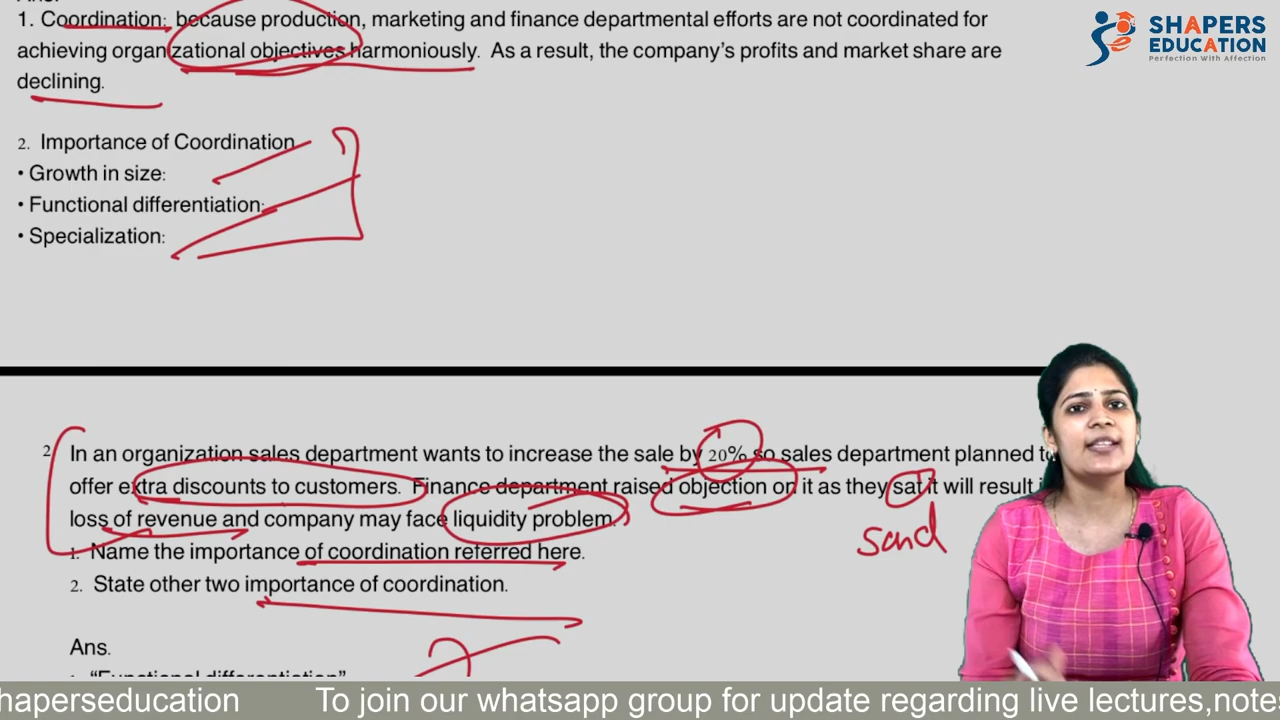 1. Coordination: because production, marketing and finance departmental efforts are not coordinated for
achieving organizational objectives harmoniously. As a result, the company's profits and market share are
declining.
SHAPERS
EDUCATION
Perfection With Affection
2. Importance of Coordination
• Growth in size:
• Functional differentiation:
• Specialization:
2 In an organization sales department wants to increase the sale by 20% so sales department planned to
offer extra discounts to customers. Finance department raised objection on it as they sat it will result
loss of revenue and company may face liquidity problem.
1. Name the importance of coordination referred here.
2. State other two importance of coordination.
Ans.
"Functional differentiation"
haperseducation To join our whatsapp group for update regarding live lectures,note